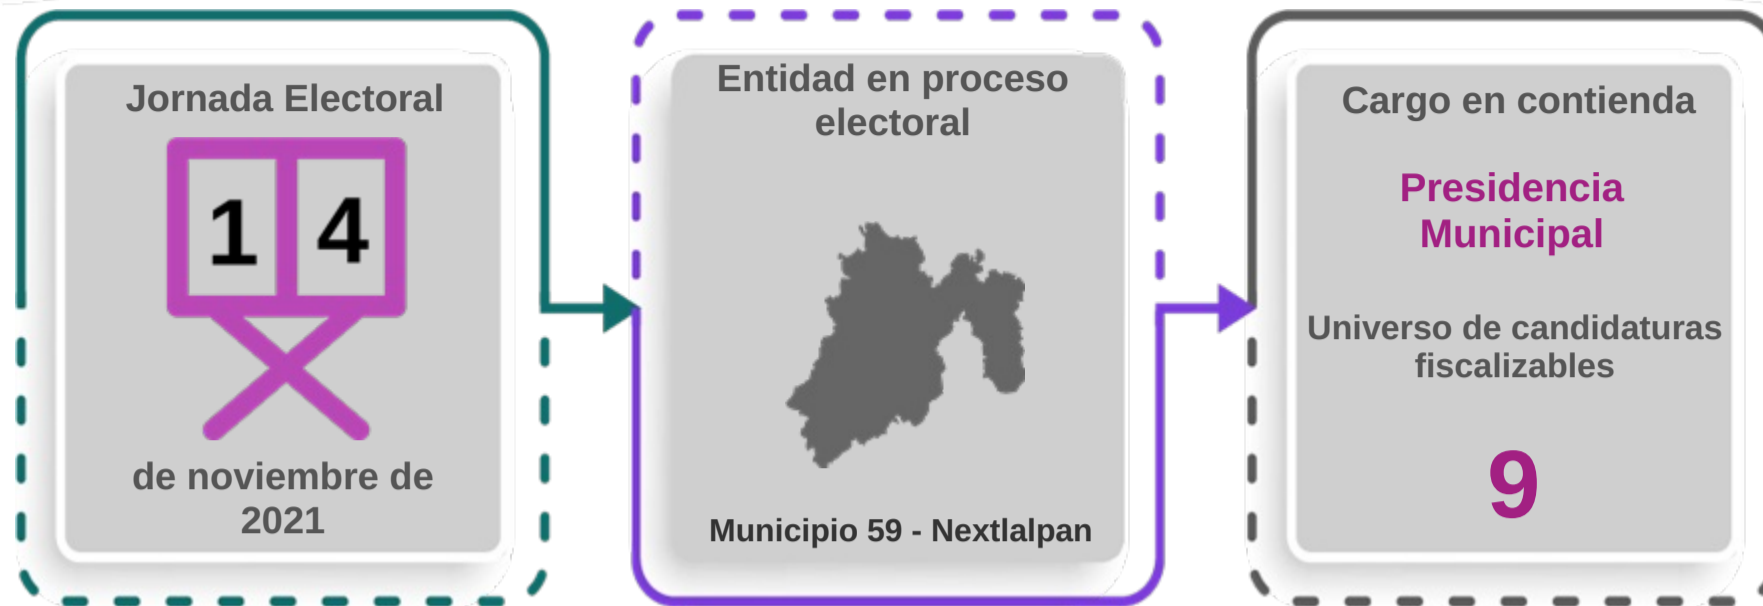 Jornada Electoral
1 4
de noviembre de
2021
Entidad en proceso
electoral
Municipio 59 - Nextlalpan
Cargo en contienda
Presidencia
Municipal
Universo de candidaturas
fiscalizables
9